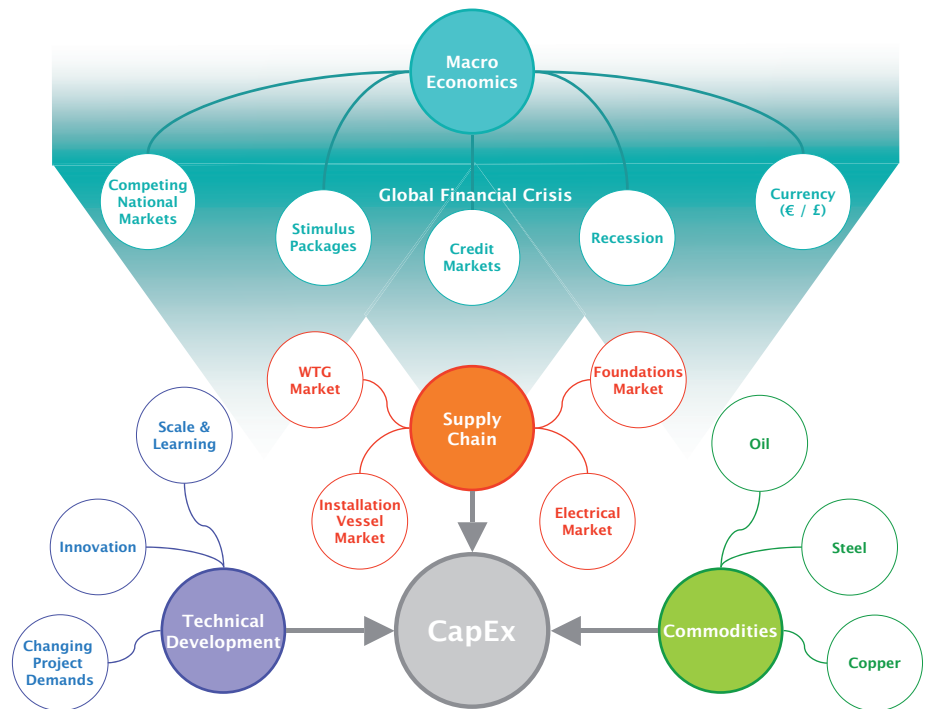 Macro
Economics
Competing
National
Markets
Global Financial Crisis
Currency
(€ / £)
Stimulus
Packages
Credit
Markets
Recession
WTG
Market
Foundations
Market
Supply
Chain
Scale &
Learning
Oil
Installation
Vessel
Market
Electrical
Market
Innovation
Steel
Technical
Development
CapEx
Commodities
Changing
Project
Demands
Copper